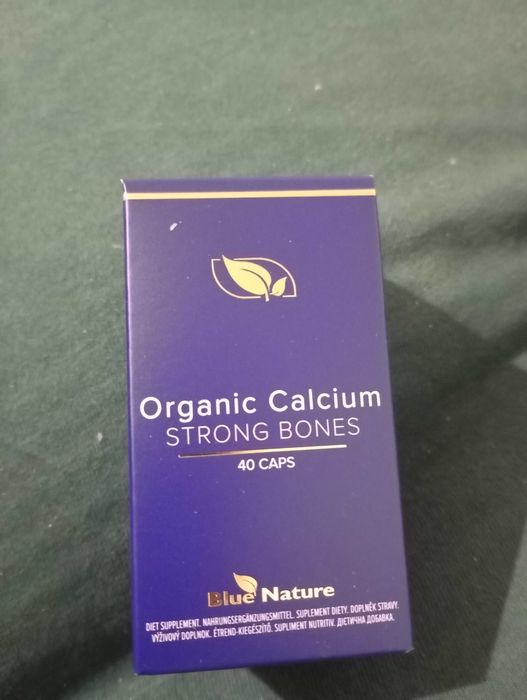 Organic Calcium
STRONG BONES
40 CAPS
Blue Nature
DIET SUPPLEMENT. NAHRUNGSERGÄNZUNGSMITTEL. SUPLEMENT DIETY. DOPLNĚK STRAVY.
VÝŽIVOVÝ DOPLNOK. ÉTREND-KIEGÉSZÍTŐ. SUPLIMENT NUTRITIV. ДІЄТИЧНА ДОБАВКА.